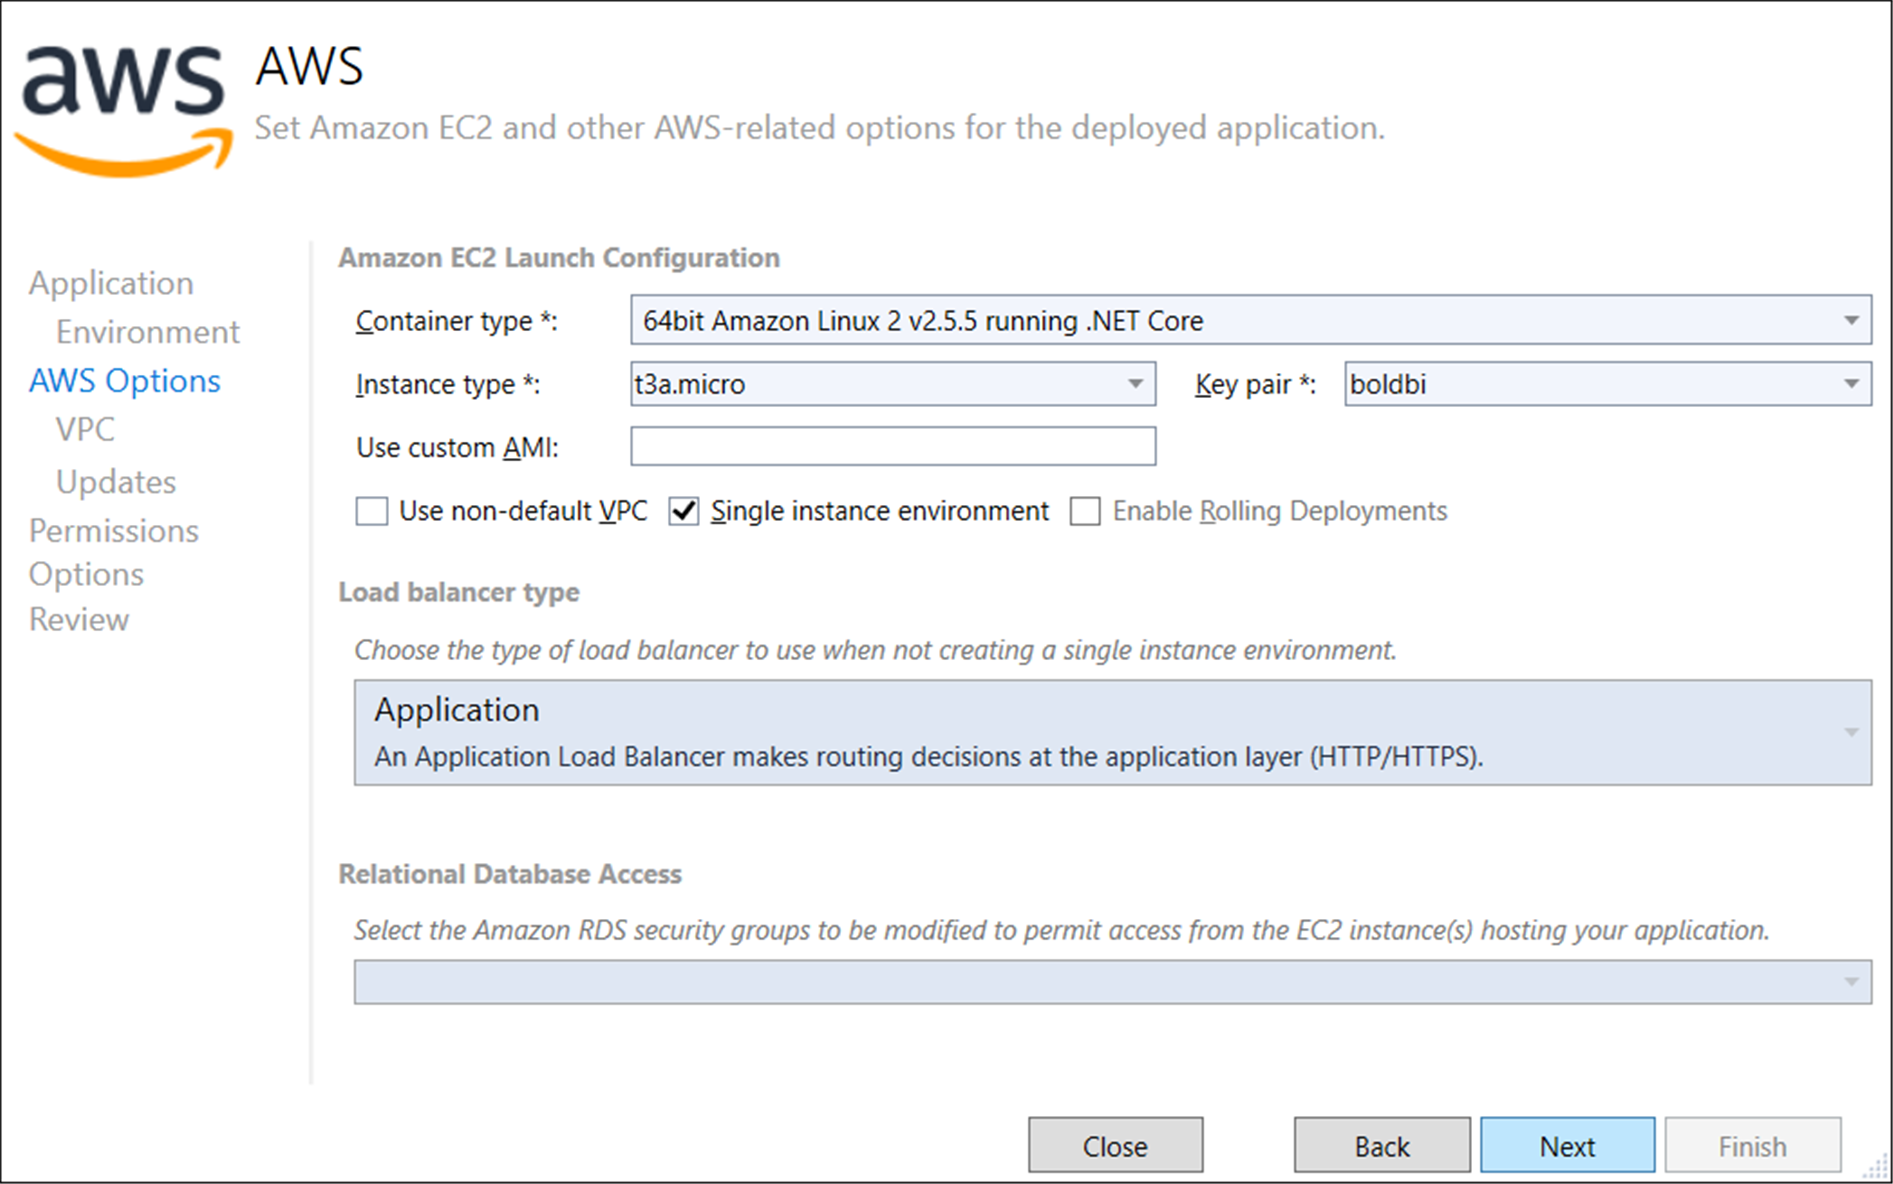 aws
AWS
Set Amazon EC2 and other AWS-related options for the deployed application.
Application
Environment
AWS Options
VPC
Updates
Permissions
Options
Review
Amazon EC2 Launch Configuration
Container type *: 64bit Amazon Linux 2 v2.5.5 running .NET Core
Instance type *: t3a.micro Key pair *: boldbi
Use custom AMI:
Use non-default VPC Single instance environment Enable Rolling Deployments
Load balancer type
Choose the type of load balancer to use when not creating a single instance environment.
Application
An Application Load Balancer makes routing decisions at the application layer (HTTP/HTTPS).
Relational Database Access
Select the Amazon RDS security groups to be modified to permit access from the EC2 instance(s) hosting your application.
Close Back Next Finish